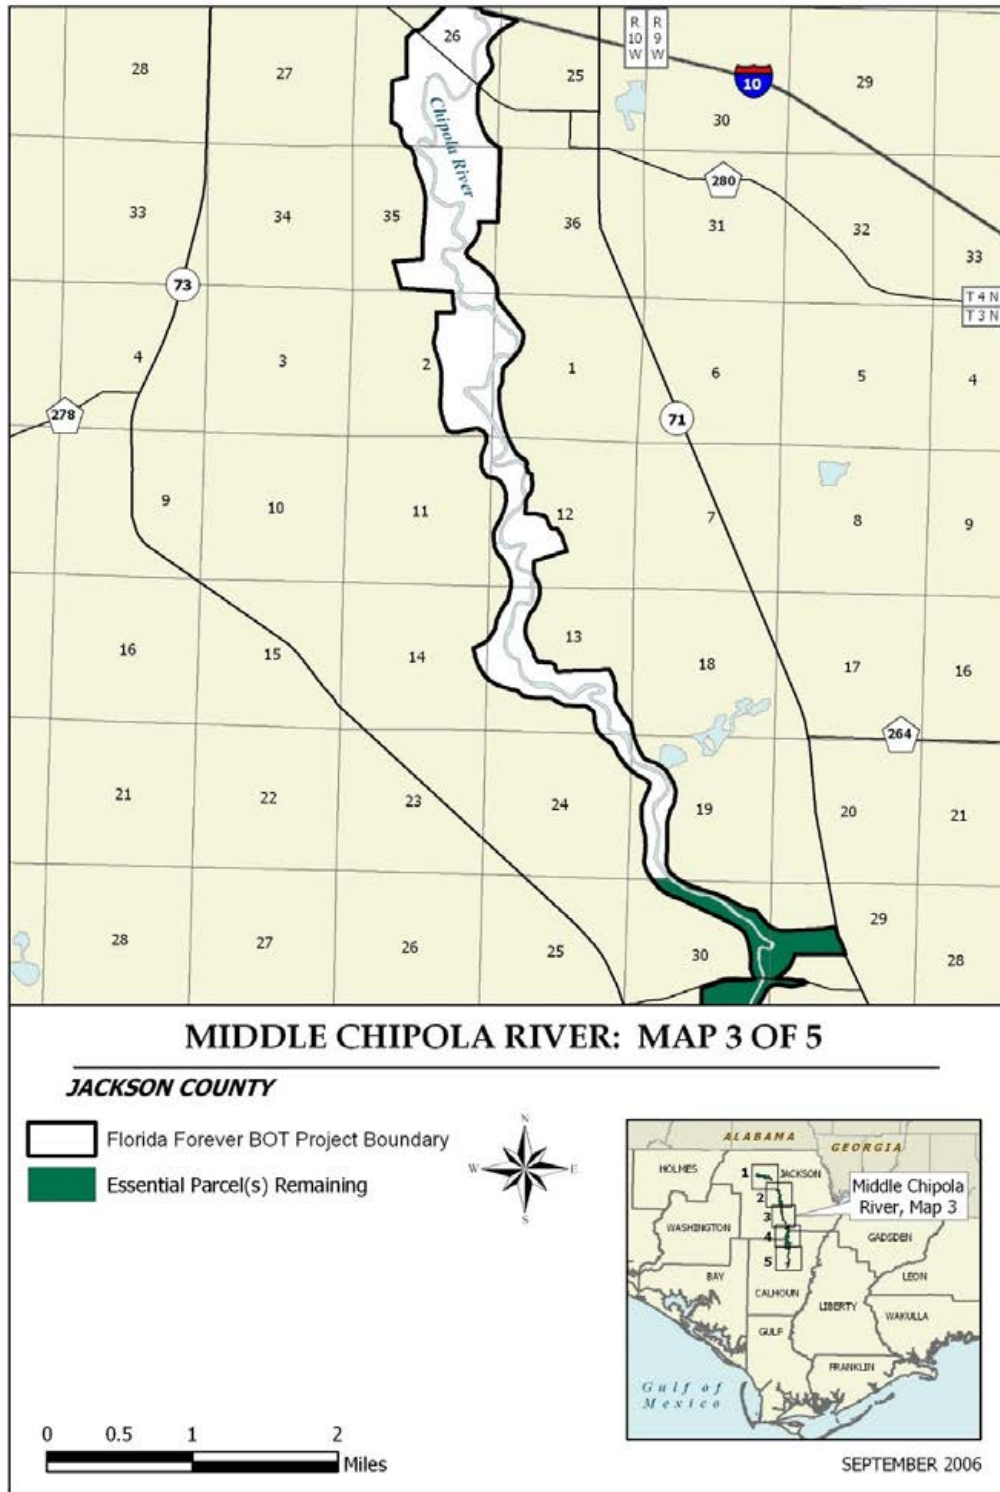 26
R R
10 9
W W
28
27
25
10
29
30
Chipola River
280
33
34
35
36
31
32
33
73
T 4 N
T 3 N
4
3
2
1
6
5
4
278
71
9
10
11
12
7
8
9
16
15
14
13
18
17
16
264
21
22
23
24
19
20
21
28
27
26
25
30
29
28
MIDDLE CHIPOLA RIVER: MAP 3 OF 5
JACKSON COUNTY
Florida Forever BOT Project Boundary
Essential Parcel(s) Remaining
N
W E
S
0 0.5 1 2
Miles
ALABAMA
GEORGIA
HOLMES
1
JACKSON
2
Middle Chipola
River, Map 3
3
WASHINGTON
4
GADSDEN
5
BAY
CALHOUN
LEON
LIBERTY
WAKULLA
GULF
FRANKLIN
Gulf of
Mexico
SEPTEMBER 2006